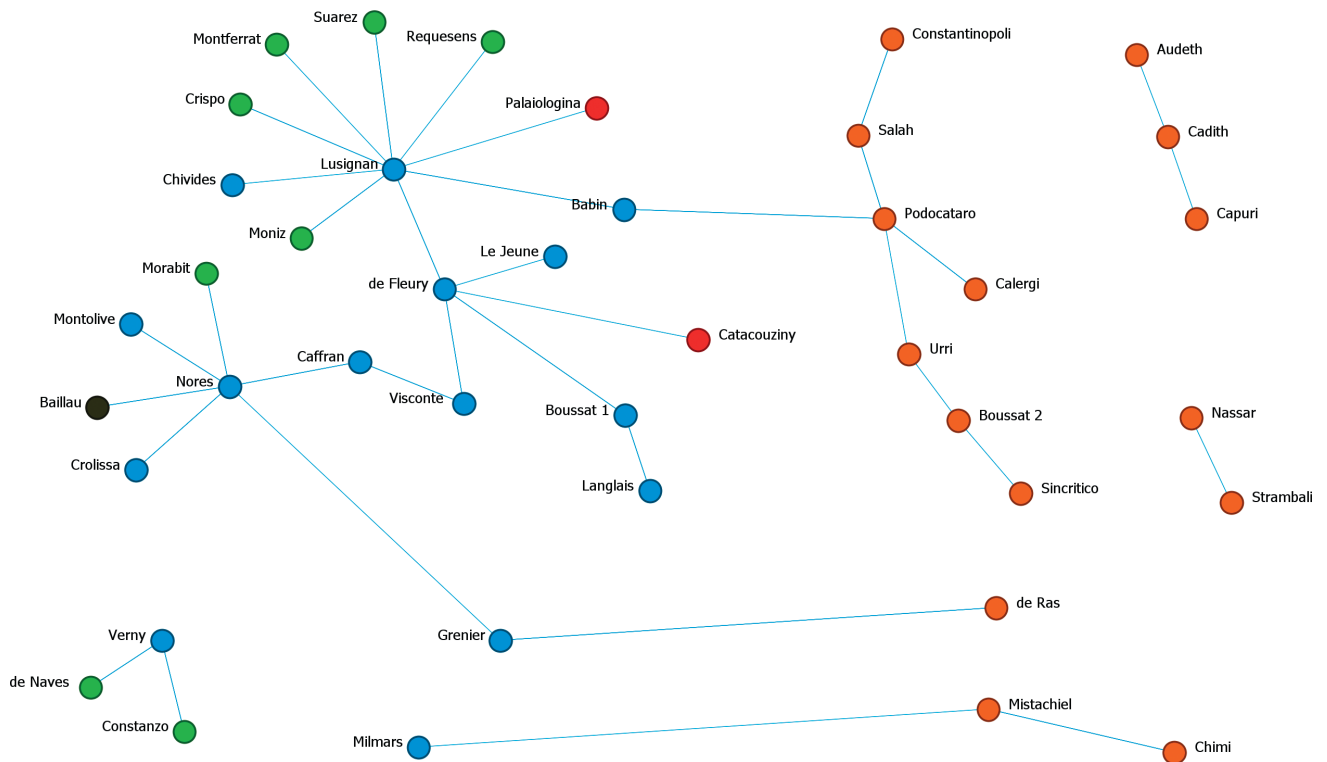 Suarez
Constantinopoli
Montferrat
Requesens
Audeth
Crispo
Palaiologina
Salah
Cadith
Lusignan
Chivides
Babin
Podocataro
Capuri
Moniz
Le Jeune
Morabit
de Fleury
Calergi
Montolive
Catacouziny
Urri
Caffran
Nores
Baillau
Visconte
Boussat 1
Boussat 2
Nassar
Crolissa
Langlais
Sincritico
Strambali
de Ras
Verny
Grenier
de Naves
Mistachiel
Constanzo
Milmars
Chimi